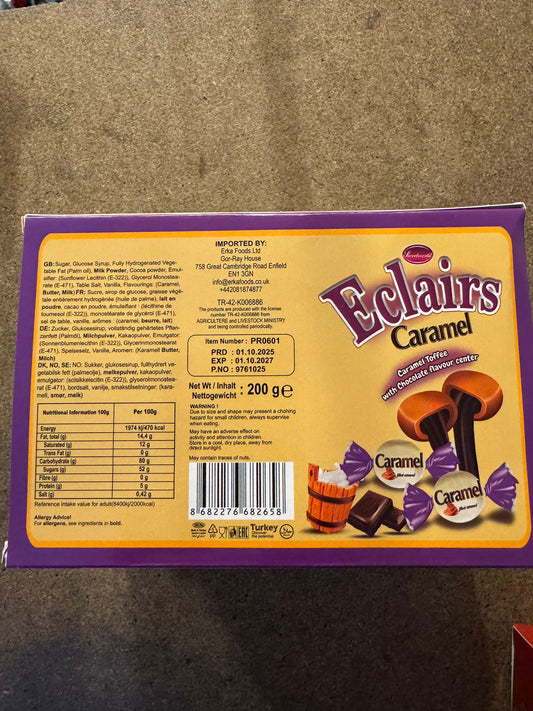 GB: Sugar, Glucose Syrup, Fully Hydrogenated Vege-
table Fat (Palm oil), Milk Powder, Cocoa powder, Emul-
sifier: (Sunflower Lecithin (E-322)), Glycerol Monostea-
rate (E-471), Table Salt, Vanilla, Flavourings: (Caramel,
Butter, Milk) FR: Sucre, sirop de glucose, graisse végé-
tale entièrement hydrogénée (huile de palme), lait en
poudre, cacao en poudre, émulsifiant : (lécithine de
tournesol (E-322)), monostéarate de glycérol (E-471),
sel de table, vanille, arômes : (caramel, beurre, lait)
DE: Zucker, Glukosesirup, vollständig gehärtetes Pflan-
zenfett (Palmöl), Milchpulver, Kakaopulver, Emulgator:
(Sonnenblumenlecithin (E-322)), Glycerinmonostearat
(E-471), Speisesalz, Vanille, Aromen: (Karamell Butter,
Milch)
DK, NO, SE: NO: Sukker, glukosesirup, fullhydrert ve-
getabilsk fett (palmeolje), melkepulver, kakaopulver,
emulgator: (solsikkelecitin (E-322)), glyserolmonostea-
rat (E-471), bordsalt, vanilje, smakstilsetninger: (kara-
mell, smør, melk)
Nutritional Information 100g Per 100g
Energy 1974 kj/470 kcal
Fat, total (g) 14,4 g
Saturated (g) 12 g
Trans Fat (g) 0 g
Carbohydrate (g) 80 g
Sugars (g) 52 g
Fibre (g) 0 g
Protein (g) 5 g
Salt (g) 0,42 g
Reference intake value for adult(8400kj/2000kcal)
Allergy Advice!
For allergens, see ingredients in bold.
IMPORTED BY:
Erka Foods Ltd
Gor-Ray House
758 Great Cambridge Road Enfield
EN1 3GN
info@erkafoods.co.uk
+442081874877
TR-42-K006886
The products are produced with the license
number TR-42-K006886 from
AGRICULTERE and LIVESTOCK MINISTRY
and being controlled periodically.
Item Number : PR0601
PRD : 01.10.2025
EXP : 01.10.2027
P.NO : 9761025
Net Wt / Inhalt :
Nettogewicht : 200 g e
WARNING !
Due to size and shape may present a chohing
hazard for small children, always supervise
when eating.
May have an adverse effect on
activity and attention in children.
Store in a cool, dry place, away from
direct sunlight.
May contain traces of nuts.
8 682276 682658
PP
EAC
Turkey
Discover
the potential
Sweetworld
Eclairs
Caramel
Caramel Toffee
with Chocolate flavour center
Caramel
filled caramel
Caramel
filled caramel